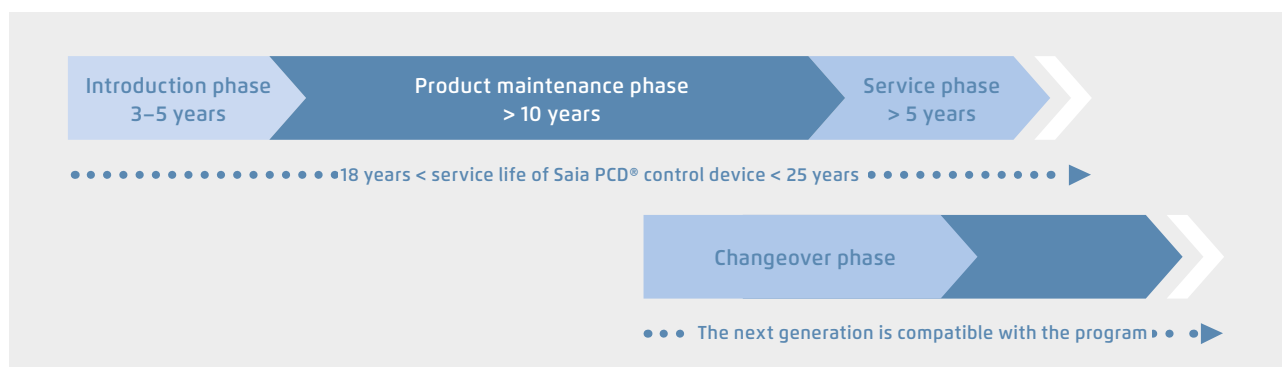 Introduction phase
3–5 years
Product maintenance phase
> 10 years
Service phase
> 5 years
18 years < service life of Saia PCD® control device < 25 years
Changeover phase
The next generation is compatible with the program